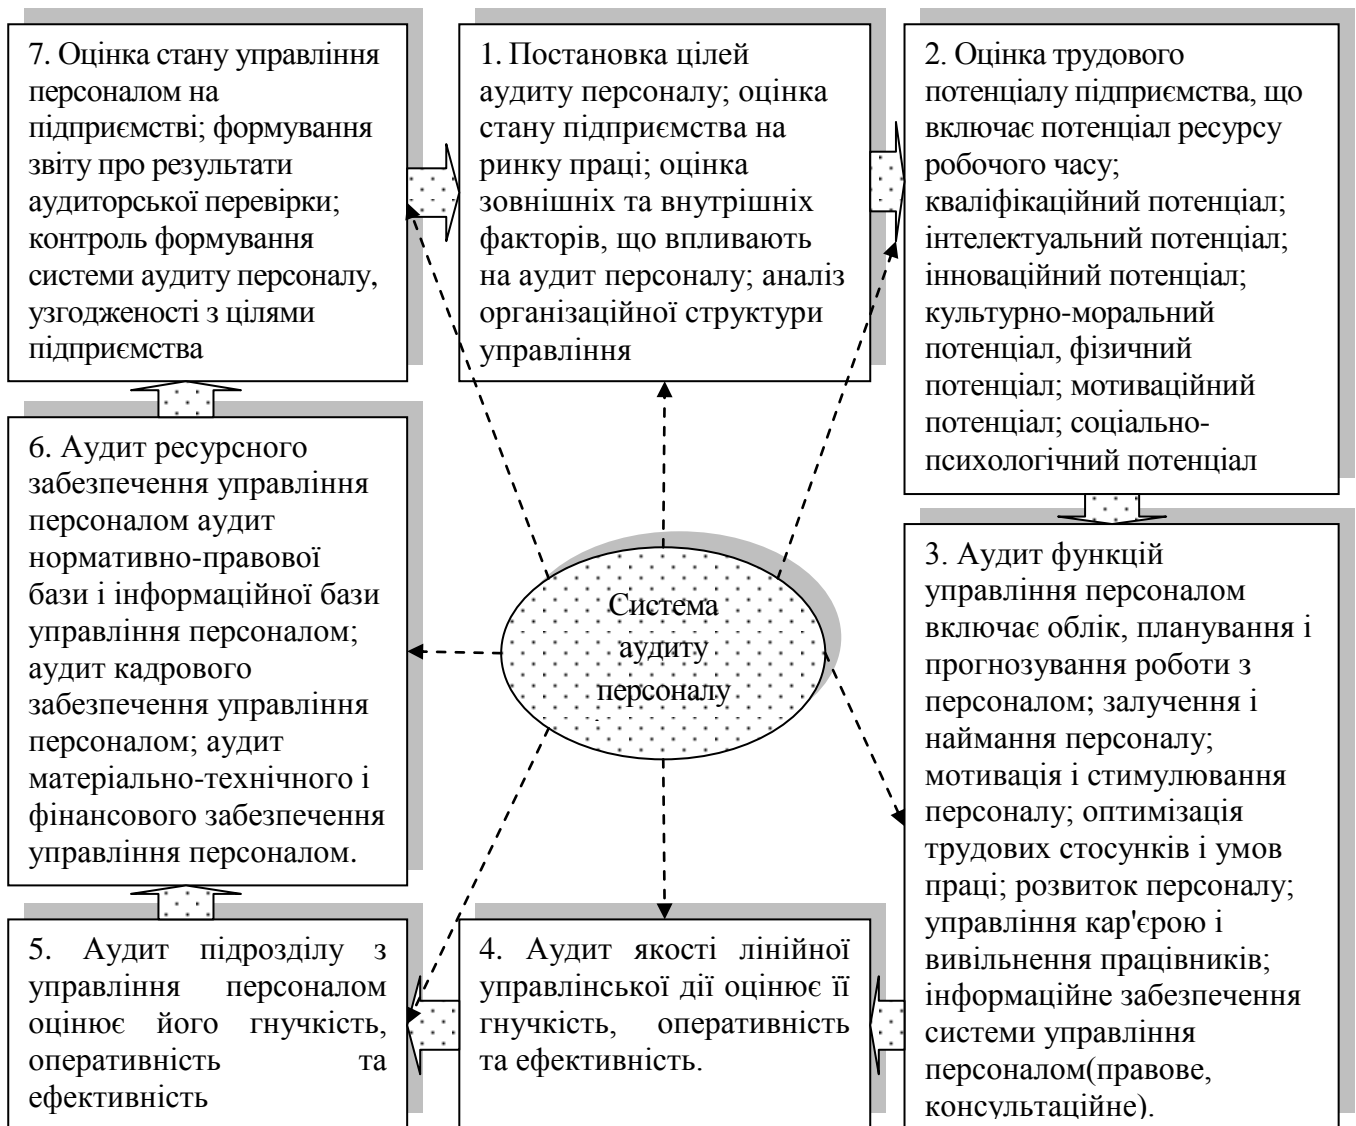 7. Оцінка стану управління
персоналом на
підприємстві; формування
звіту про результати
аудиторської перевірки;
контроль формування
системи аудиту персоналу,
узгодженості з цілями
підприємства
1. Постановка цілей
аудиту персоналу; оцінка
стану підприємства на
ринку праці; оцінка
зовнішніх та внутрішніх
факторів, що впливають
на аудит персоналу; аналіз
організаційної структури
управління
2. Оцінка трудового
потенціалу підприємства, що
включає потенціал ресурсу
робочого часу;
кваліфікаційний потенціал;
інтелектуальний потенціал;
інноваційний потенціал;
культурно-моральний
потенціал, фізичний
потенціал; мотиваційний
потенціал; соціально-
психологічний потенціал
6. Аудит ресурсного
забезпечення управління
персоналом аудит
нормативно-правової
бази і інформаційної бази
управління персоналом;
аудит кадрового
забезпечення управління
персоналом; аудит
матеріально-технічного і
фінансового забезпечення
управління персоналом.
Система
аудиту
персоналу
3. Аудит функцій
управління персоналом
включає облік, планування і
прогнозування роботи з
персоналом; залучення і
наймання персоналу;
мотивація і стимулювання
персоналу; оптимізація
трудових стосунків і умов
праці; розвиток персоналу;
управління кар'єрою і
вивільнення працівників;
інформаційне забезпечення
системи управління
персоналом(правове,
консультаційне).
5. Аудит підрозділу з
управління персоналом
оцінює його гнучкість,
оперативність та
ефективність
4. Аудит якості лінійної
управлінської дії оцінює її
гнучкість, оперативність
та ефективність.